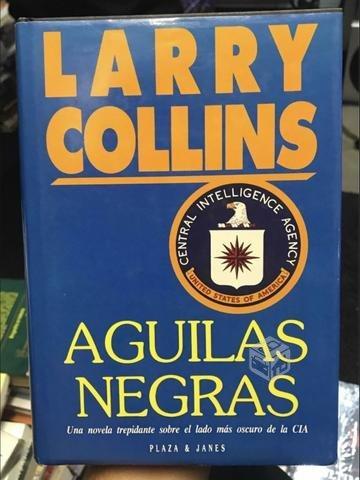 LARRY
COLLINS
CENTRAL INTELLIGENCE AGENCY
UNITED STATES OF AMERICA
AGUILAS
NEGRAS
Una novela trepidante sobre el lado más oscuro de la CIA
PLAZA & JANES